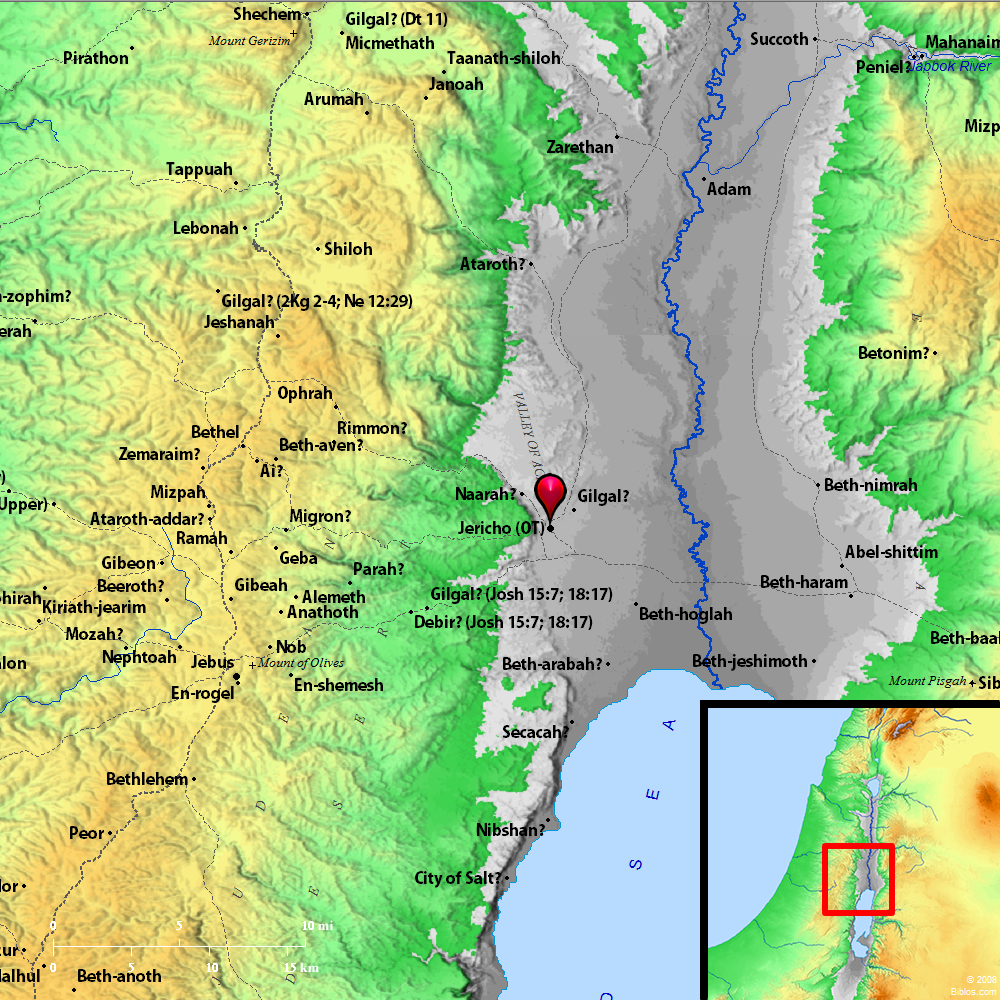 Shechem
Gilgal? (Dt 11)
Mount Gerizim
Micmethath
Succoth
Mahanaim
Pirathon
Taanath-shiloh
Peniel?
Jabbok River
Janoah
Arumah
Mizp
Zarethan
Tappuah
Adam
Lebonah
Shiloh
Ataroth?
-zophim?
Gilgal? (2Kg 2-4; Ne 12:29)
Jeshanah
erah
Betonim?
Ophrah
VALLEY OF AC
Rimmon?
Bethel
Beth-aven?
Zemaraim?
Ai?
)
Mizpah
Naarah?
Gilgal?
Beth-nimrah
Upper)
Ataroth-addar?
Migron?
Jericho (OT)
Ramah
Geba
Abel-shittim
Gibeon
Parah?
Beeroth?
Gibeah
Beth-haram
phirah
Alemeth
Gilgal? (Josh 15:7; 18:17)
Kiriath-jearim
Anathoth
Beth-hoglah
Debir? (Josh 15:7; 18:17)
Mozah?
Beth-baal
Nob
Nephtoah
Jebus
Mount of Olives
Beth-arabah?
Beth-jeshimoth
alon
En-rogel
En-shemesh
Mount Pisgah
Sib
Secacah?
S E A
Bethlehem
Nibshan?
Peor
City of Salt?
lor
J U D E
0 5 10 mi
zur
0 5 10 15 km
alhul
Beth-anoth
D
© 2008
Biblos.com